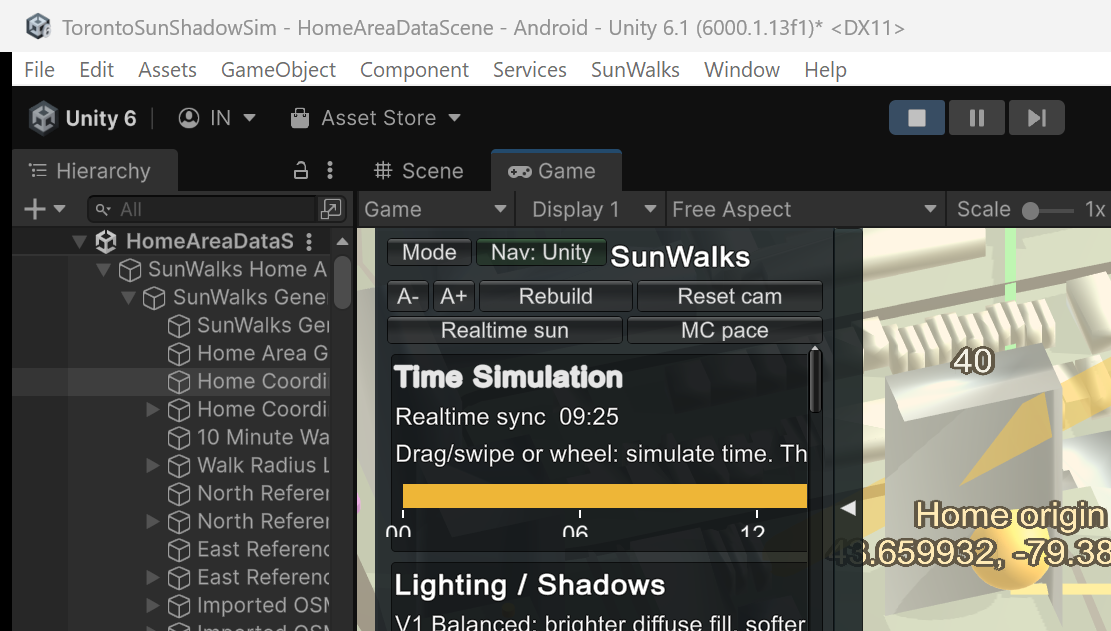 TorontoSunShadowSim - HomeAreaDataScene - Android - Unity 6.1 (6000.1.13f1)* <DX11>
File Edit Assets GameObject Component Services SunWalks Window Help
Unity 6 IN Asset Store
Hierarchy Scene Game
All Game Display 1 Free Aspect Scale 1x
HomeAreaDataS
SunWalks Home A
SunWalks Gene
SunWalks Ger
Home Area G
Home Coordi
Home Coordi
10 Minute Wa
Walk Radius L
North Referer
North Referer
East Referenc
East Referenc
Imported OSM
Imported OSM
Mode Nav: Unity SunWalks
A- A+ Rebuild Reset cam
Realtime sun MC pace
Time Simulation
Realtime sync 09:25
Drag/swipe or wheel: simulate time. Th
00 06 12
Lighting / Shadows
V1 Balanced: brighter diffuse fill, softer
40
Home origin
43.659932, -79.38